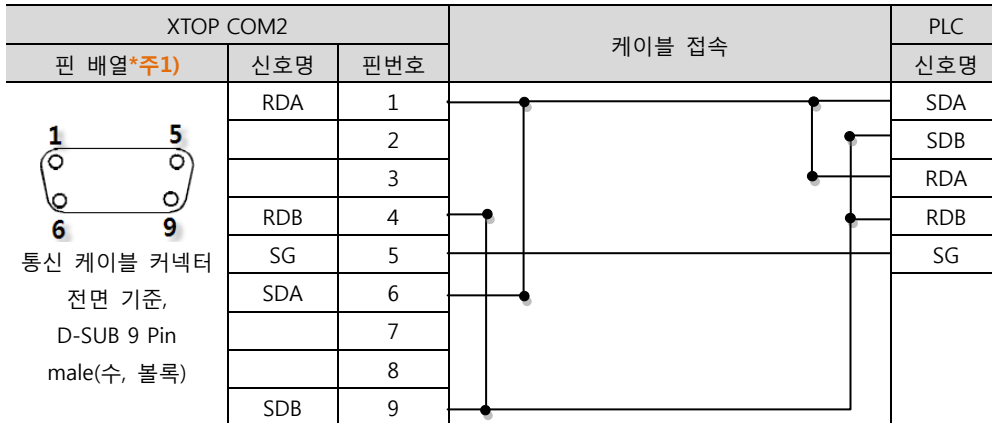 XTOP COM2 케이블 접속 PLC
핀 배열*주1) 신호명 핀번호 신호명
RDA 1 SDA
1 5
2 SDB
3 RDA
6 9
RDB 4 RDB
통신 케이블 커넥터
SG 5 SG
전면 기준,
SDA 6
D-SUB 9 Pin
7
male(수, 볼록)
8
SDB 9